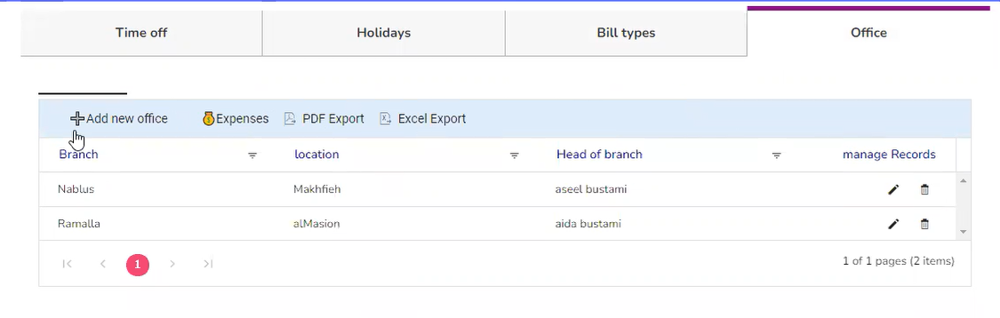 Time off Holidays Bill types Office
Add new office Expenses PDF Export Excel Export
Branch location Head of branch manage Records
Nablus Makhfieh aseel bustami
Ramalla alMasion aida bustami
1 1 of 1 pages (2 items)